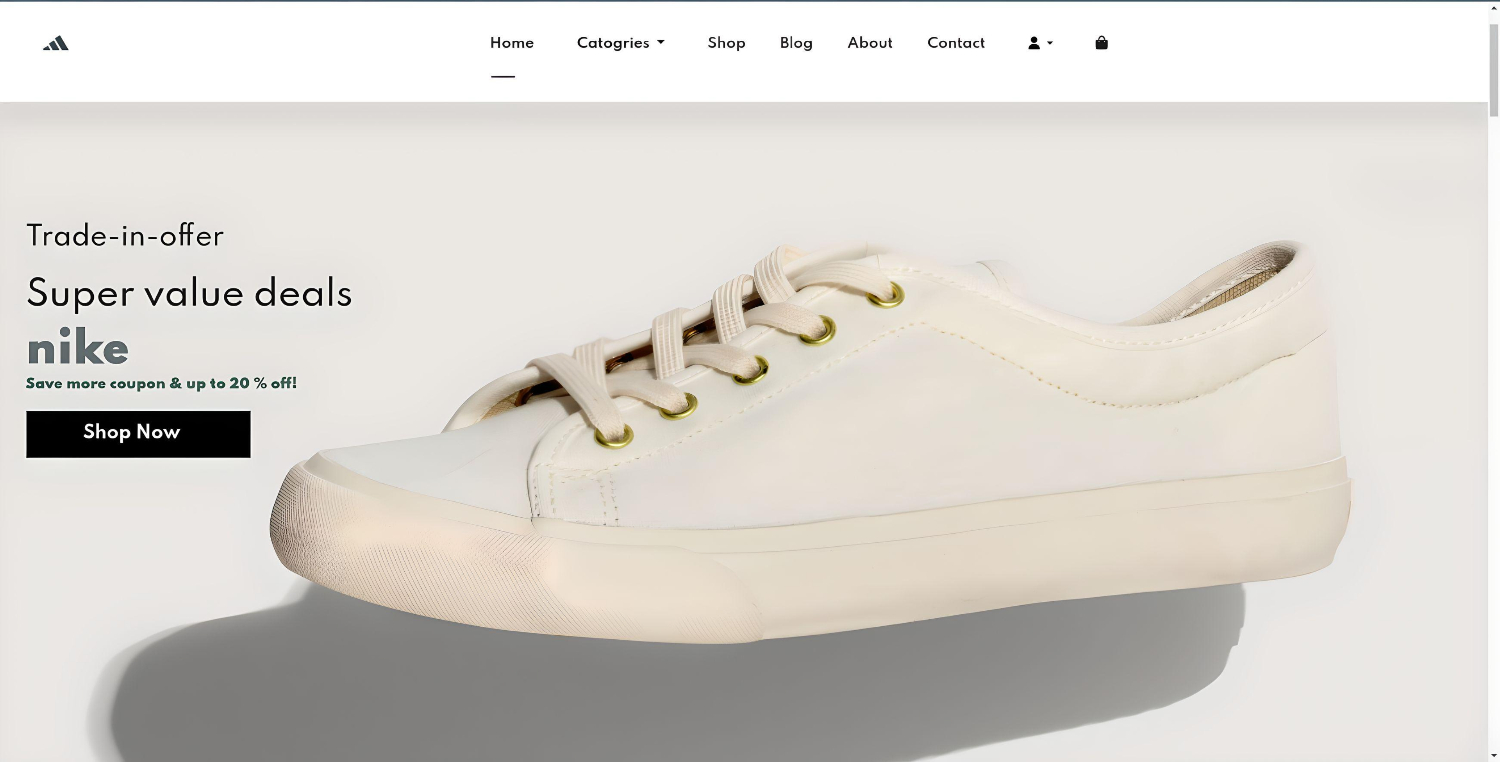 Home Catogries Shop Blog About Contact
Trade-in-offer
Super value deals
nike
Save more coupon & up to 20 % off!
Shop Now